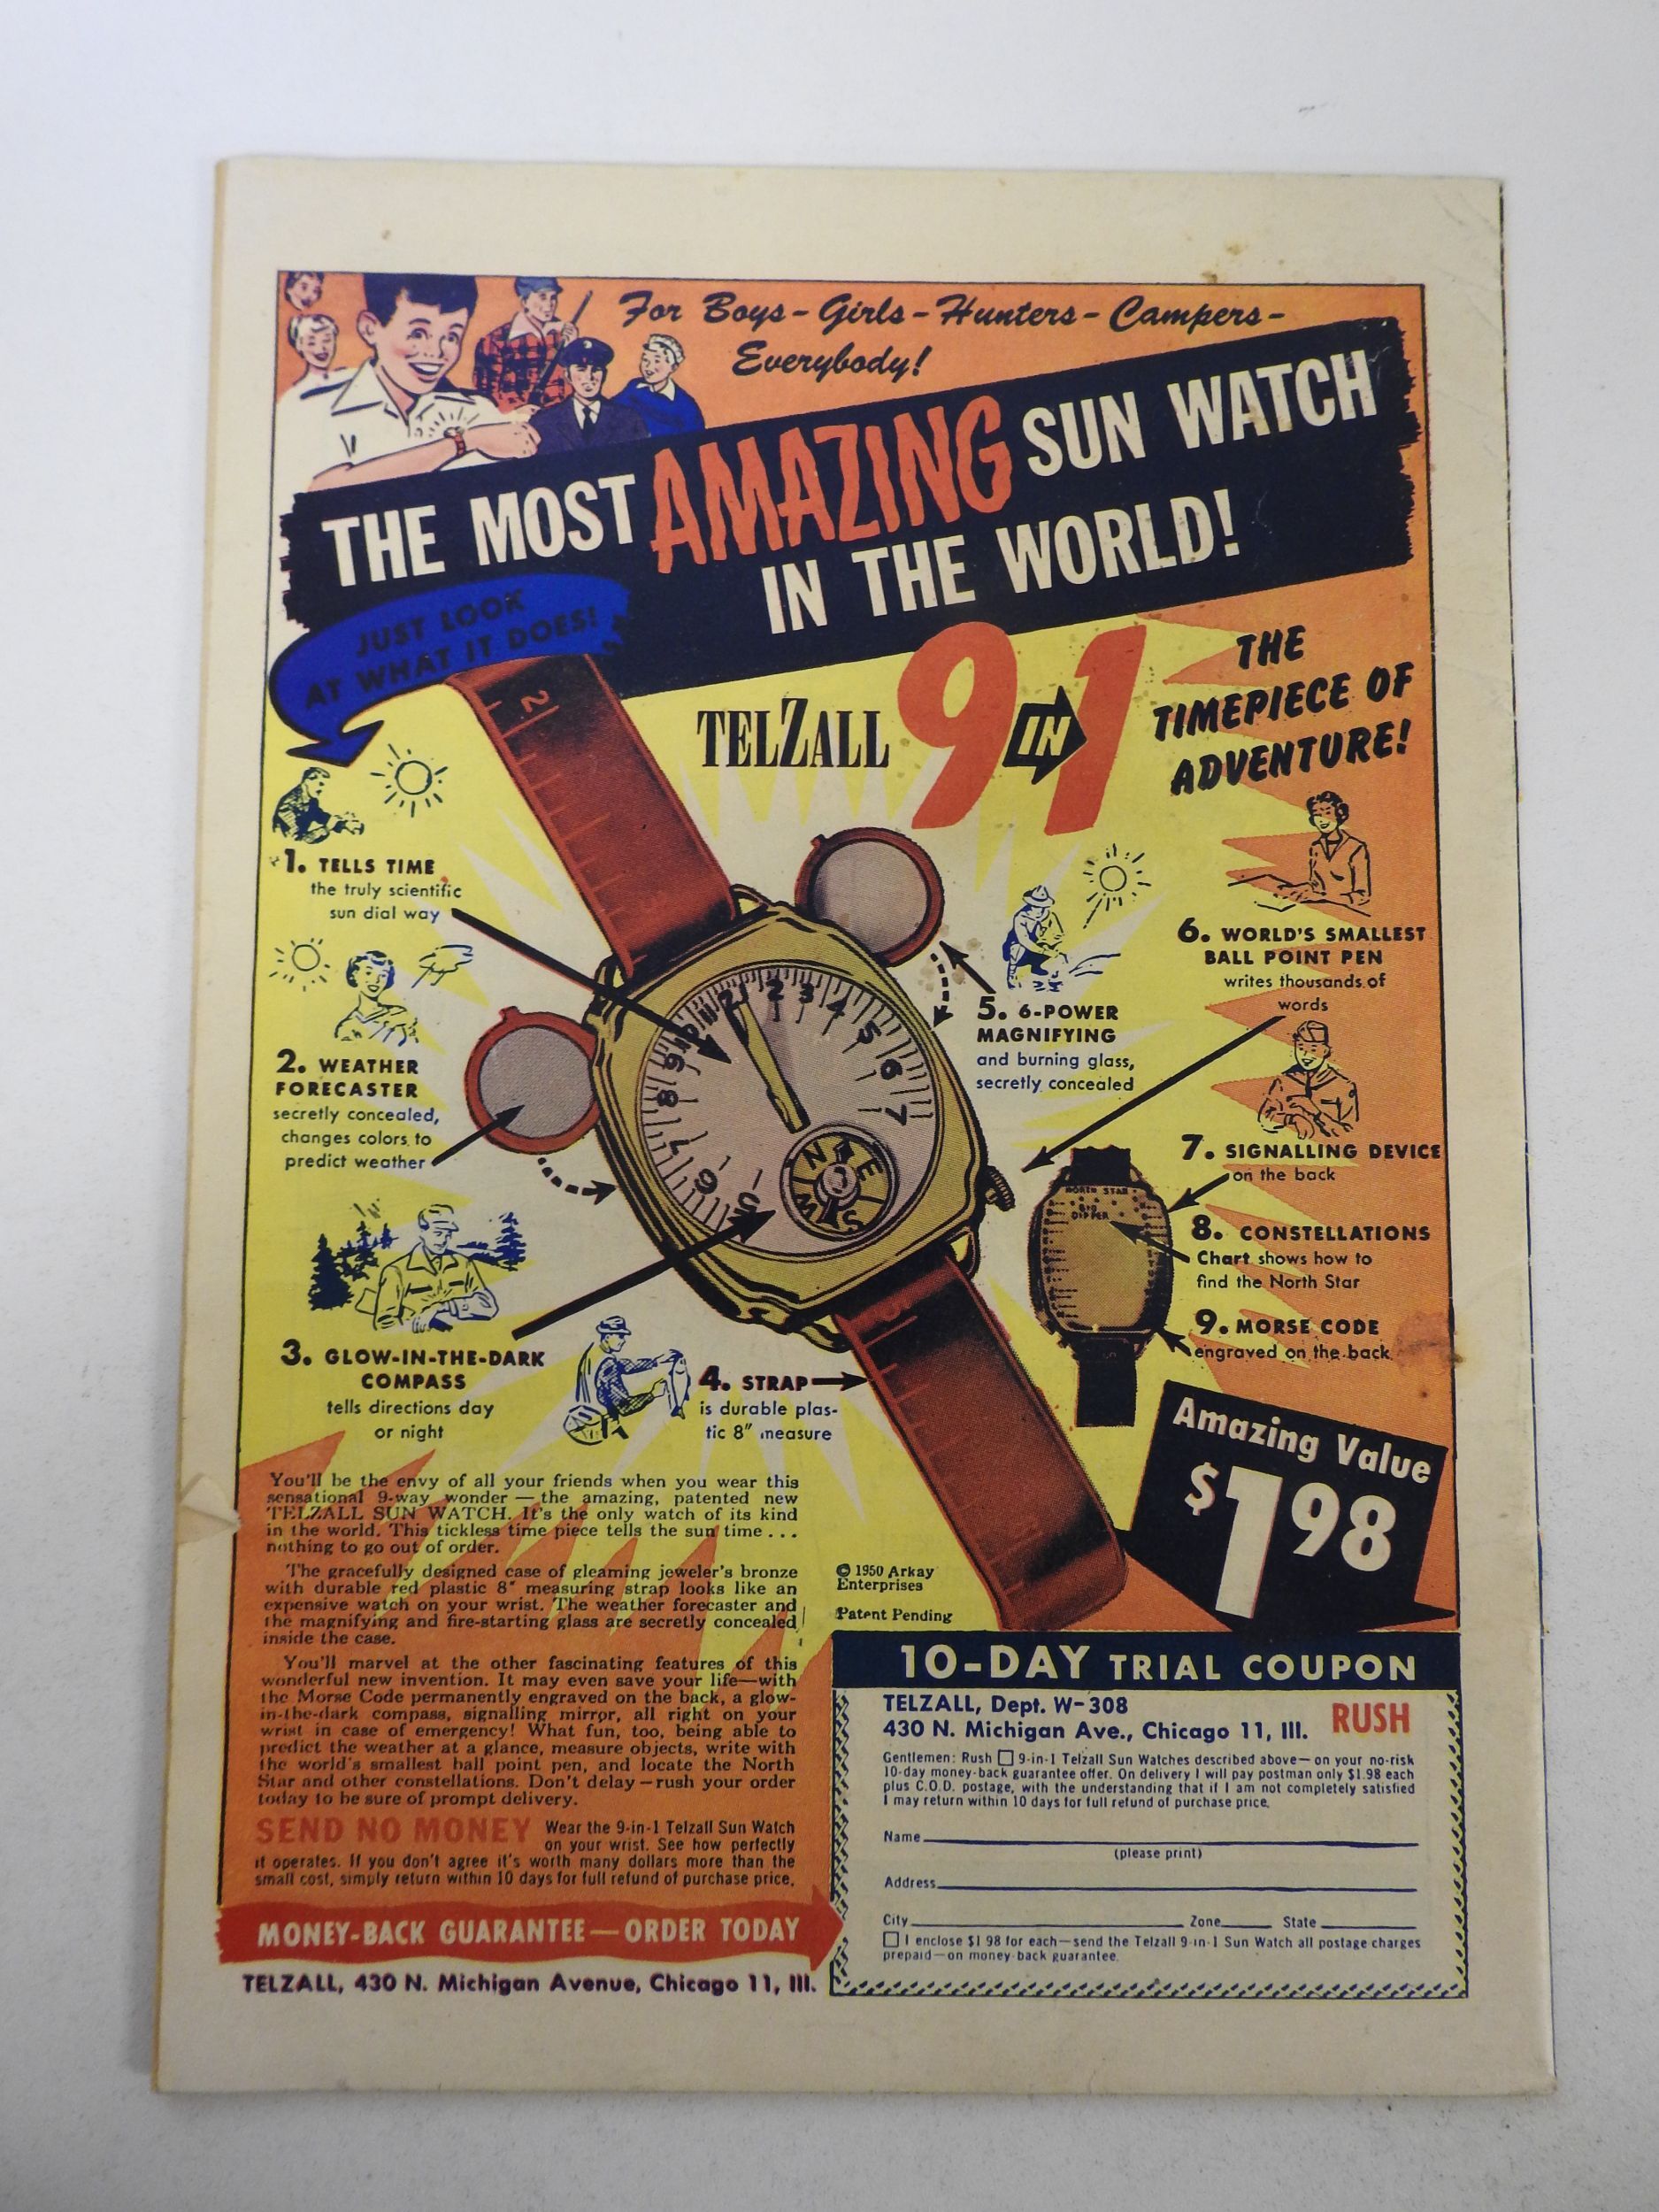 For Boys - Girls - Hunters - Campers -
Everybody!
THE MOST AMAZING SUN WATCH
IN THE WORLD!
JUST LOOK
AT WHAT IT DOES!
TELZALL 9 IN 1
THE
TIMEPIECE OF
ADVENTURE!
1. TELLS TIME
the truly scientific
sun dial way
2. WEATHER
FORECASTER
secretly concealed,
changes colors to
predict weather
3. GLOW-IN-THE-DARK
COMPASS
tells directions day
or night
4. STRAP
is durable plas-
tic 8" measure
5. 6-POWER
MAGNIFYING
and burning glass,
secretly concealed
6. WORLD'S SMALLEST
BALL POINT PEN
writes thousands of
words
7. SIGNALLING DEVICE
on the back
8. CONSTELLATIONS
Chart shows how to
find the North Star
9. MORSE CODE
engraved on the back
2
12 2 3 4 5 6 7
11 10 9 8 7 6 5
N E S W
NORTH STAR
BIG
DIPPER
Amazing Value
$1.98
You'll be the envy of all your friends when you wear this
sensational 9-way wonder — the amazing, patented new
TELZALL SUN WATCH. It's the only watch of its kind
in the world. This tickless time piece tells the sun time . . .
nothing to go out of order.
The gracefully designed case of gleaming jeweler's bronze
with durable red plastic 8" measuring strap looks like an
expensive watch on your wrist. The weather forecaster and
the magnifying and fire-starting glass are secretly concealed
inside the case.
You'll marvel at the other fascinating features of this
wonderful new invention. It may even save your life—with
the Morse Code permanently engraved on the back, a glow-
in-the-dark compass, signalling mirror, all right on your
wrist in case of emergency! What fun, too, being able to
predict the weather at a glance, measure objects, write with
the world's smallest ball point pen, and locate the North
Star and other constellations. Don't delay—rush your order
today to be sure of prompt delivery.
SEND NO MONEY Wear the 9-in-1 Telzall Sun Watch
on your wrist. See how perfectly
it operates. If you don't agree it's worth many dollars more than the
small cost, simply return within 10 days for full refund of purchase price.
MONEY-BACK GUARANTEE—ORDER TODAY
TELZALL, 430 N. Michigan Avenue, Chicago 11, Ill.
© 1950 Arkay
Enterprises
Patent Pending
10-DAY TRIAL COUPON
TELZALL, Dept. W-308
430 N. Michigan Ave., Chicago 11, Ill.
RUSH
Gentlemen: Rush 9-in-1 Telzall Sun Watches described above—on your no-risk
10-day money-back guarantee offer. On delivery I will pay postman only $1.98 each
plus C.O.D. postage, with the understanding that if I am not completely satisfied
I may return within 10 days for full refund of purchase price.
Name
(please print)
Address
City Zone State
I enclose $1.98 for each—send the Telzall 9-in-1 Sun Watch all postage charges
prepaid—on money-back guarantee.